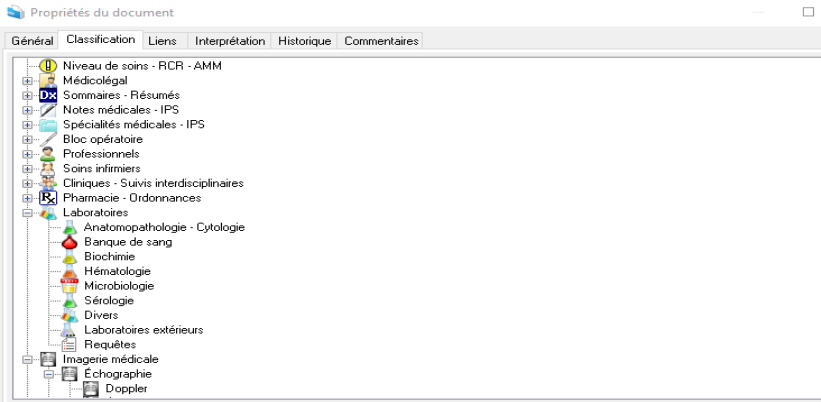 Propriétés du document
Général Classification Liens Interprétation Historique Commentaires
Niveau de soins - RCR - AMM
Médicolégal
Dx Sommaires - Résumés
Notes médicales - IPS
Spécialités médicales - IPS
Bloc opératoire
Professionnels
Soins infirmiers
Cliniques - Suivis interdisciplinaires
Rx Pharmacie - Ordonnances
Laboratoires
Anatomopathologie - Cytologie
Banque de sang
Biochimie
Hématologie
Microbiologie
Sérologie
Divers
Laboratoires extérieurs
Requêtes
Imagerie médicale
Échographie
Doppler